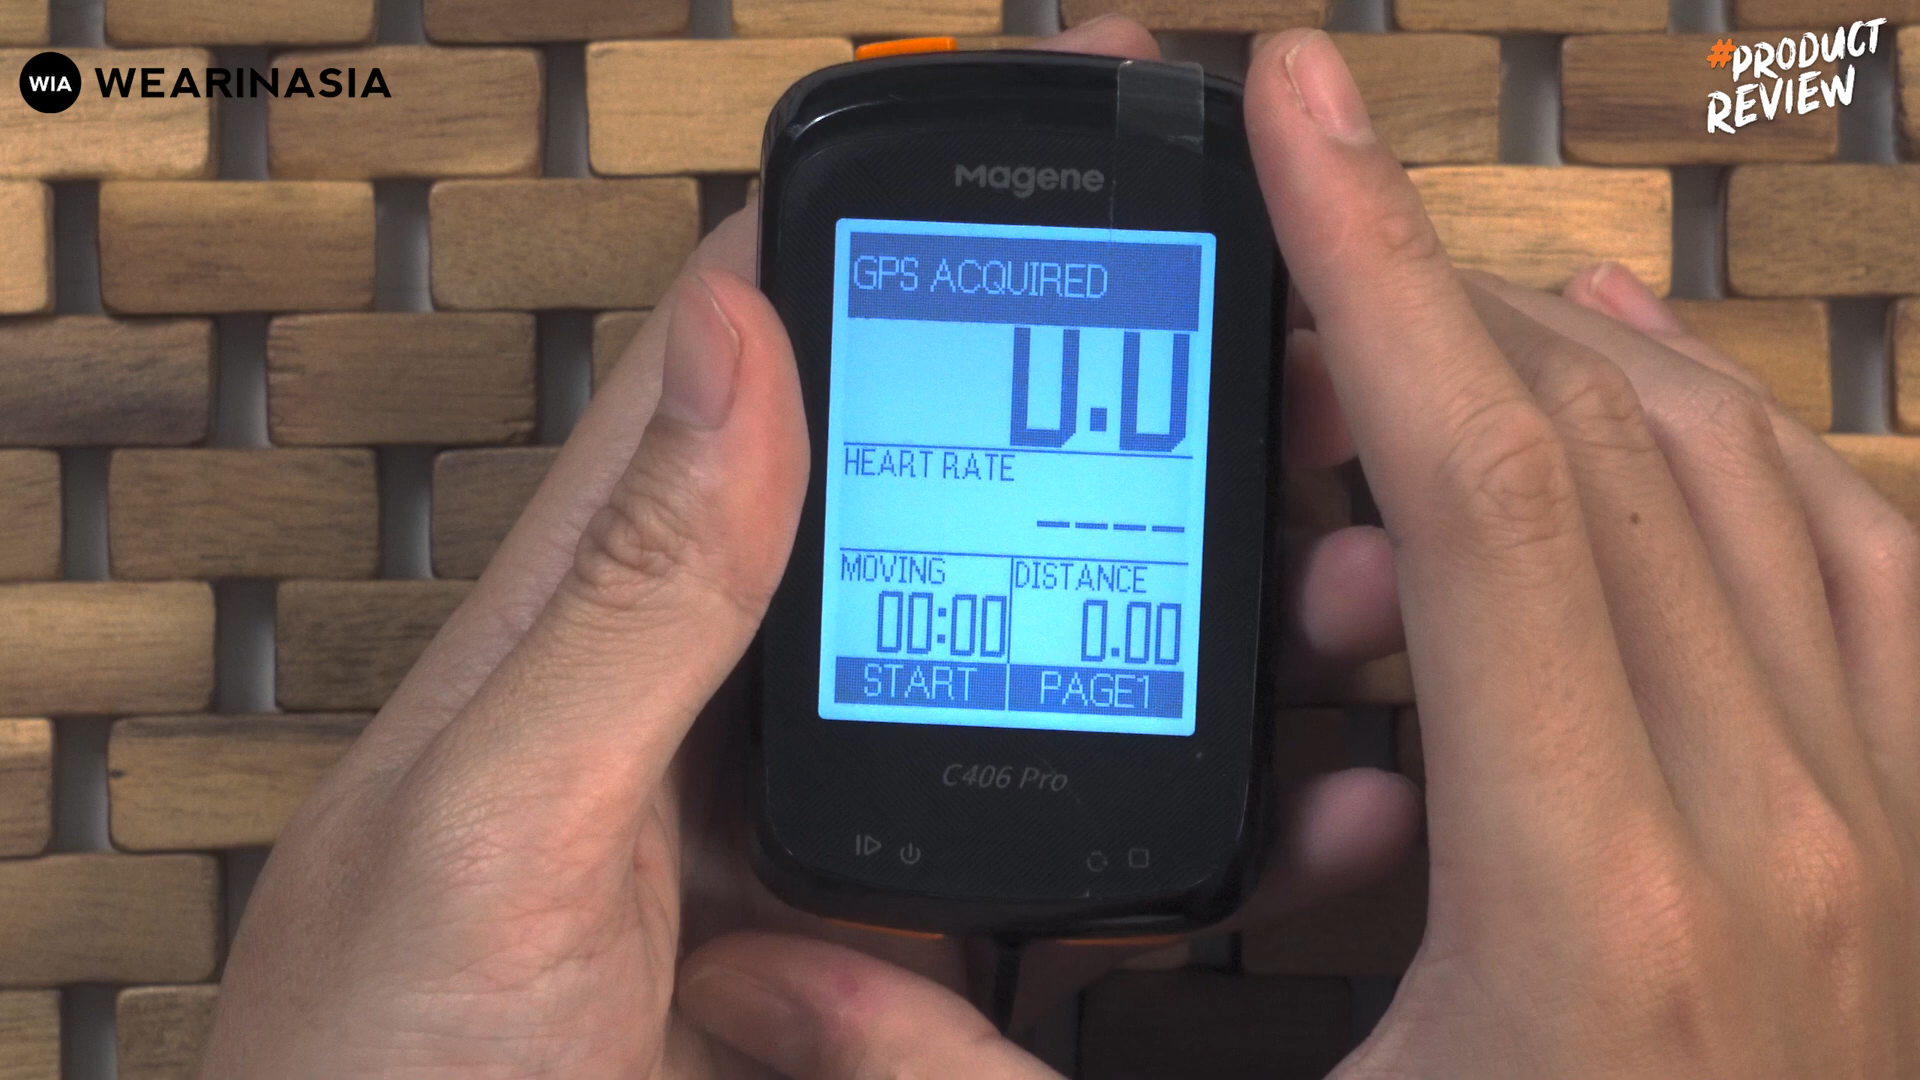 WIA WEARINASIA
#PRODUCT
REVIEW
Magene
GPS ACQUIRED
0.0
HEART RATE
----
MOVING DISTANCE
00:00 0.00
START PAGE1
C406 Pro